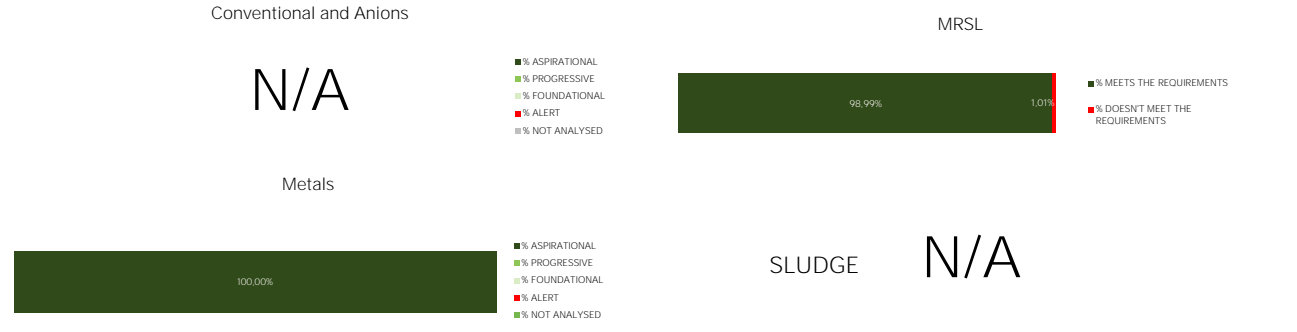 Conventional and Anions
N/A
% ASPIRATIONAL
% PROGRESSIVE
% FOUNDATIONAL
% ALERT
% NOT ANALYSED
MRSL
98,99%
1,01%
% MEETS THE REQUIREMENTS
% DOESN'T MEET THE
REQUIREMENTS
Metals
100,00%
% ASPIRATIONAL
% PROGRESSIVE
% FOUNDATIONAL
% ALERT
% NOT ANALYSED
SLUDGE
N/A